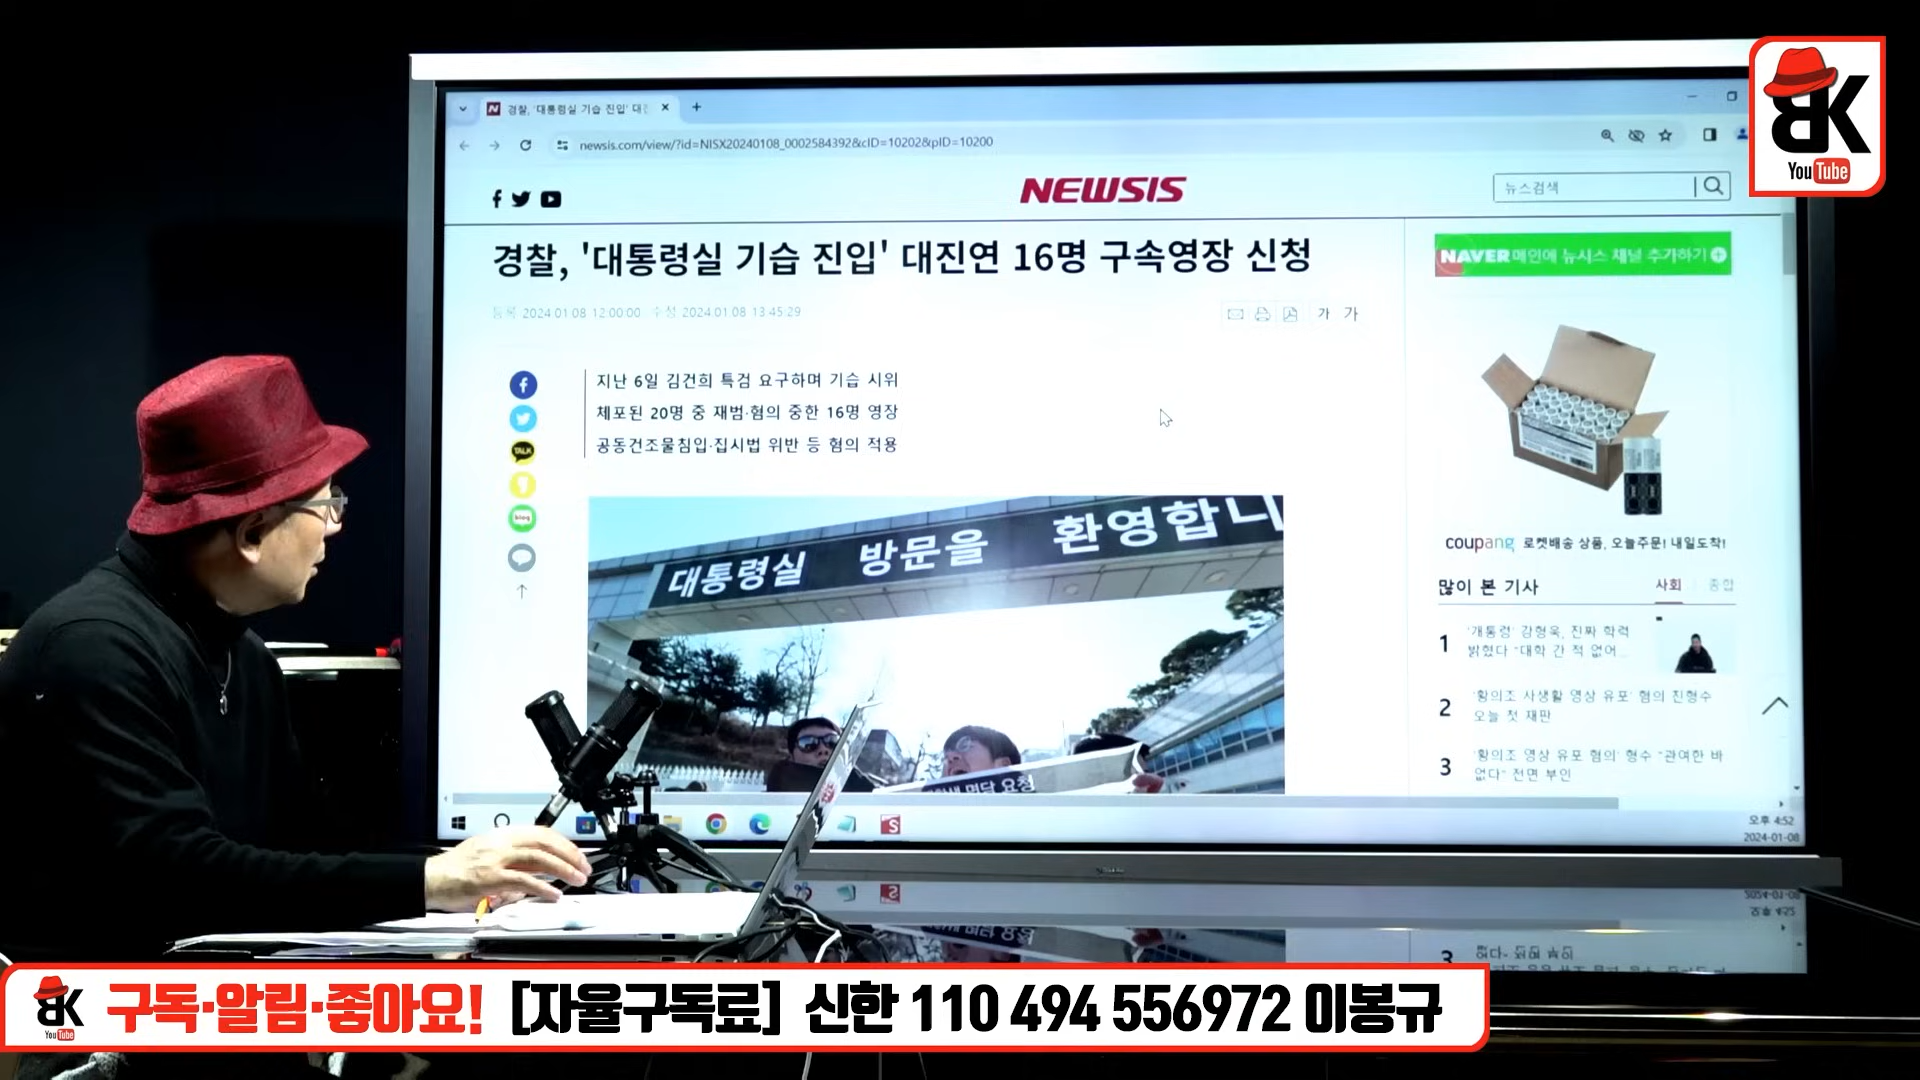 경찰, '대통령실 기습 진입' 대진
newsis.com/view/?id=NISX20240108_0002584392&cID=10202&pID=10200
BK
YouTube
NEWSIS
뉴스검색
경찰, '대통령실 기습 진입' 대진연 16명 구속영장 신청
등록 2024.01.08 12:00:00 수정 2024.01.08 13:45:29
가 가
NAVER 메인에 뉴시스 채널 추가하기
지난 6일 김건희 특검 요구하며 기습 시위
체포된 20명 중 재범·혐의 중한 16명 영장
공동건조물침입·집시법 위반 등 혐의 적용
TALK
blog
대통령실 방문을 환영합니
면담 요청
coupang 로켓배송 상품, 오늘주문! 내일도착!
많이 본 기사 사회 종합
1 '개통령' 강형욱, 진짜 학력 밝혔다 "대학 간 적 없어...
2 '황의조 사생활 영상 유포' 혐의 진형수 오늘 첫 재판
3 '황의조 영상 유포 혐의' 형수 "관여한 바 없다" 전면 부인
오후 4:52
2024-01-08
BK YouTube 구독·알림·좋아요! [자율구독료] 신한 110 494 556972 이봉규